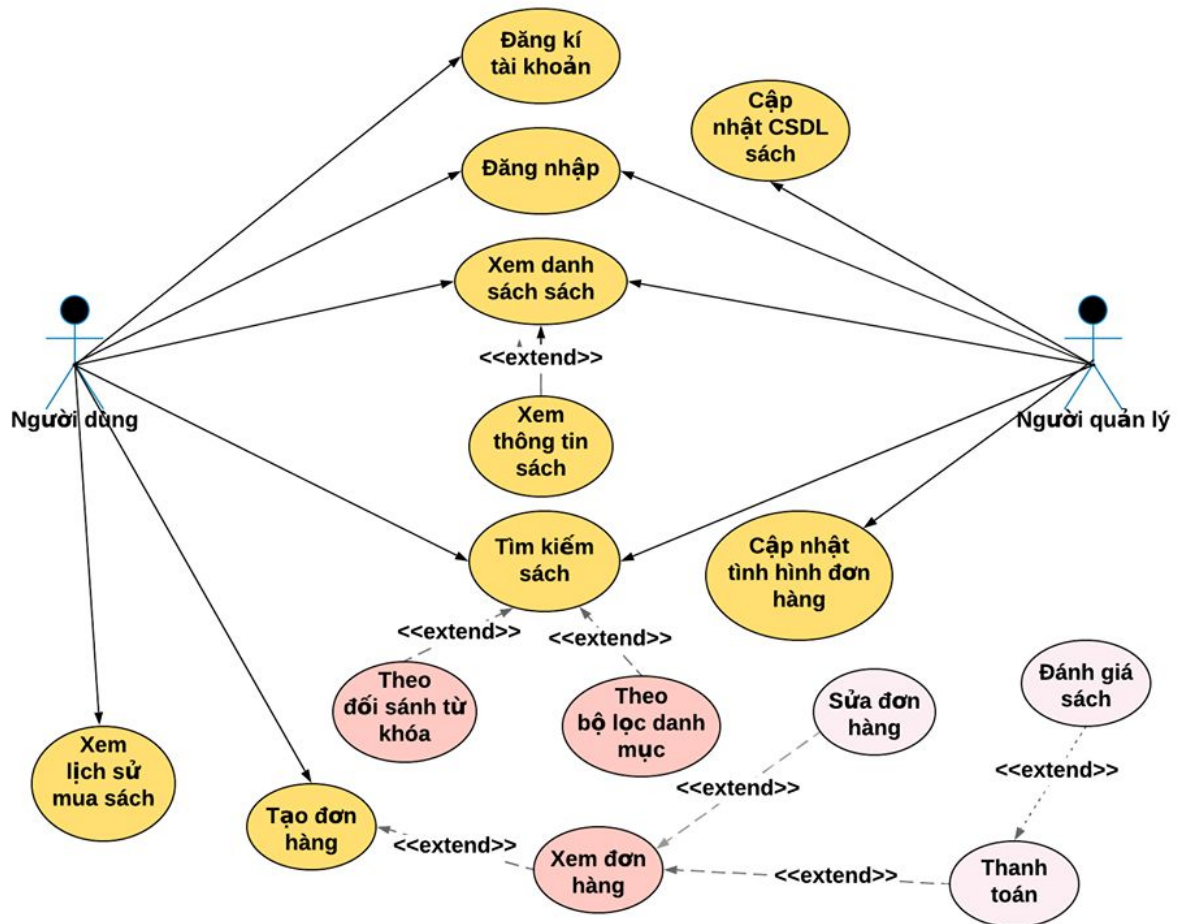 Đăng kí
tài khoản
Cập
nhật CSDL
sách
Đăng nhập
Xem danh
sách sách
<<extend>>
Xem
thông tin
sách
Người dùng
Người quản lý
Tìm kiếm
sách
Cập nhật
tình hình đơn
hàng
<<extend>>
<<extend>>
Theo
đối sánh từ
khóa
Theo
bộ lọc danh
mục
Sửa đơn
hàng
Đánh giá
sách
Xem
lịch sử
mua sách
<<extend>>
<<extend>>
Tạo đơn
hàng
<<extend>>
Xem đơn
hàng
<<extend>>
Thanh
toán